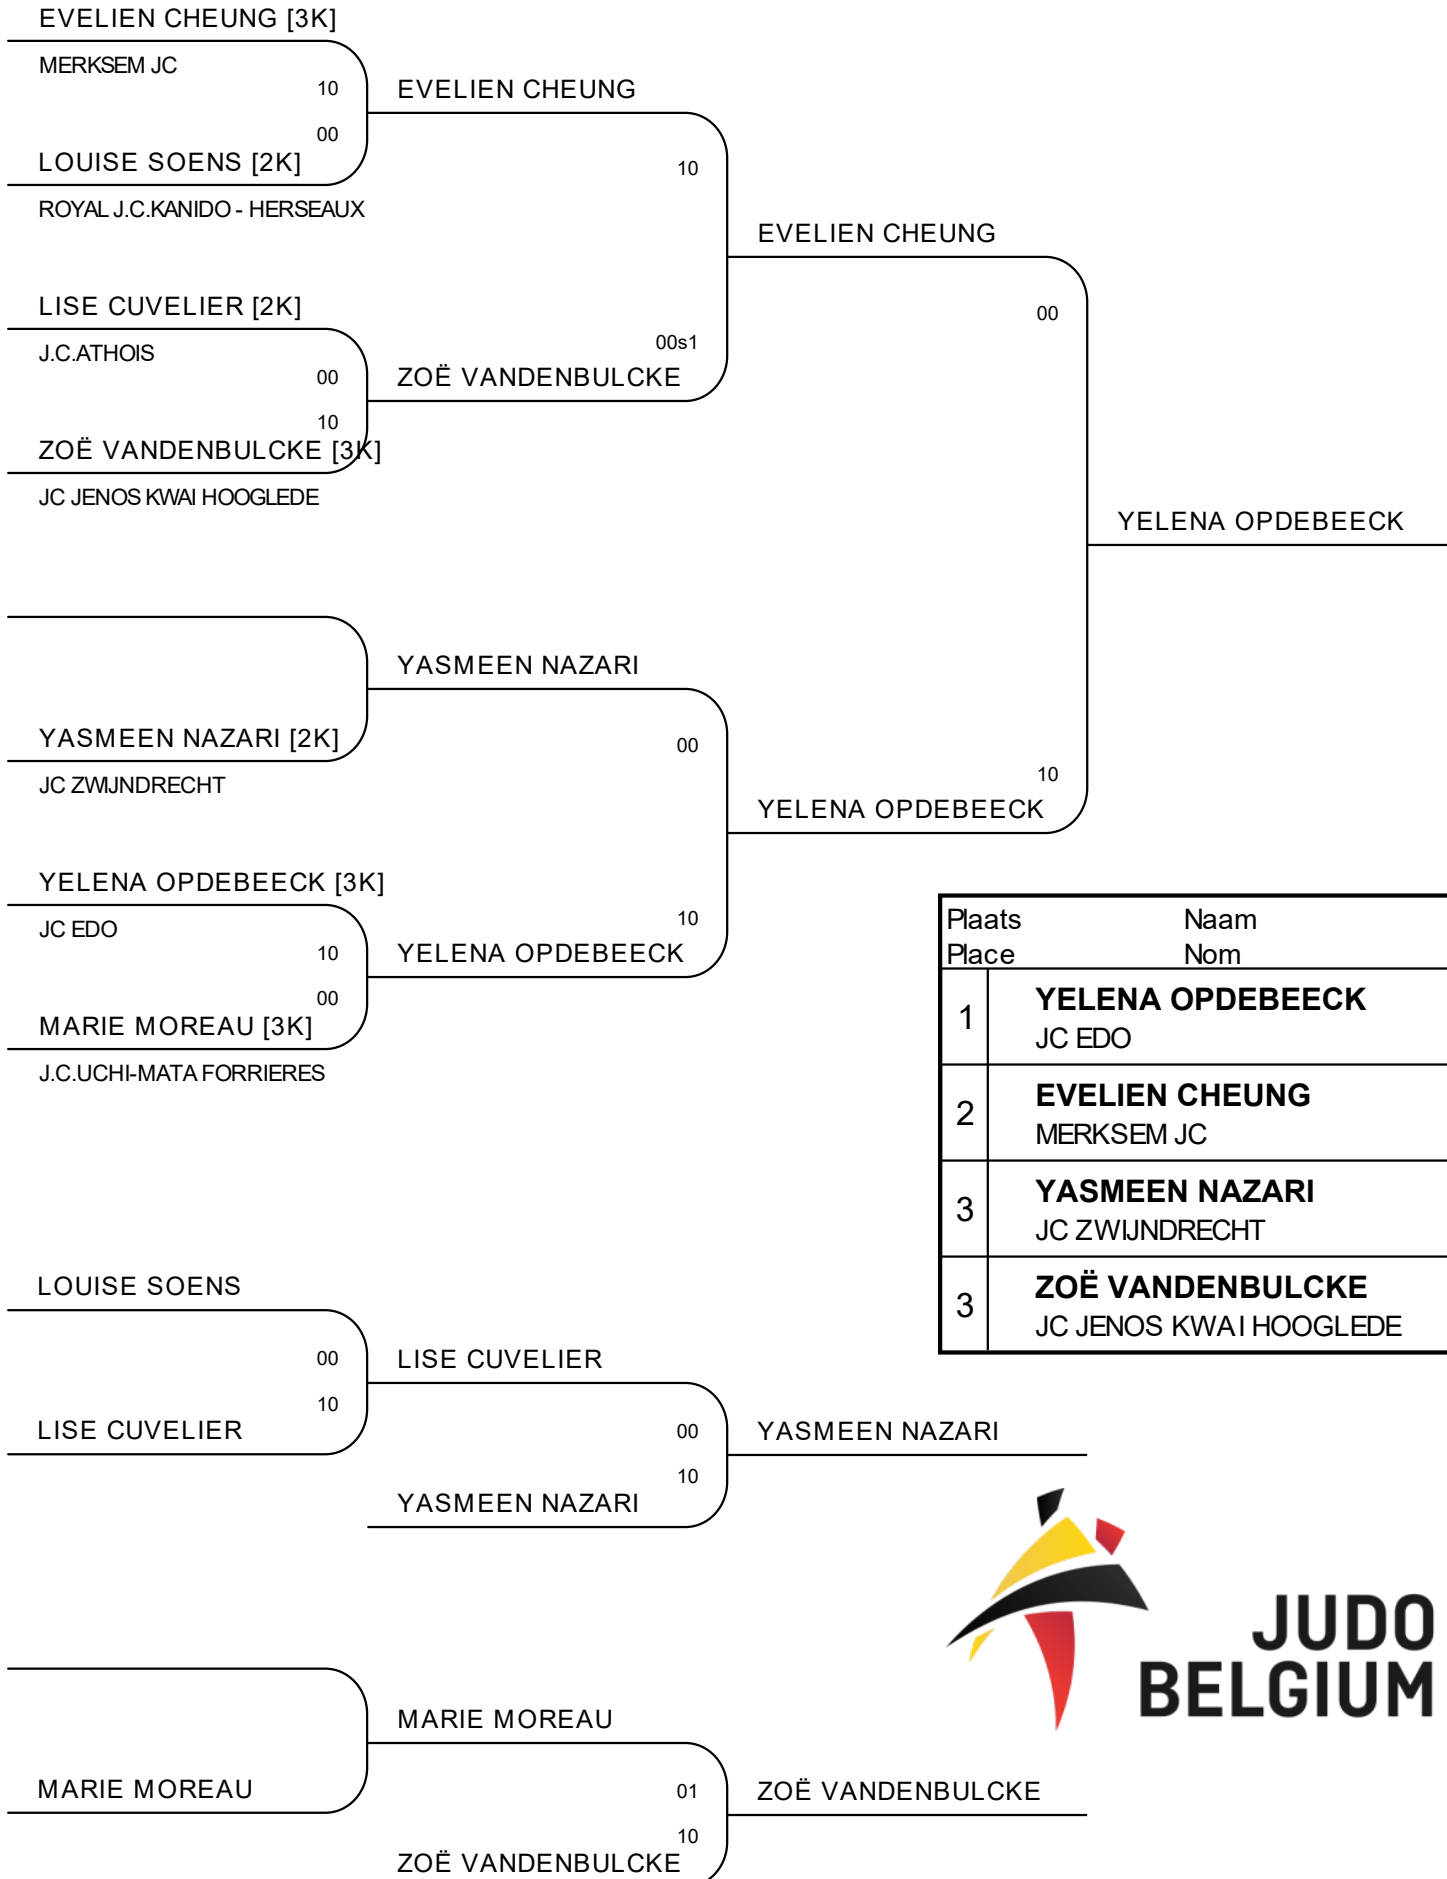 EVELIEN CHEUNG [3K]
MERKSEM JC
10
EVELIEN CHEUNG
00
LOUISE SOENS [2K]
10
ROYAL J.C.KANIDO - HERSEAUX
EVELIEN CHEUNG
LISE CUVELIER [2K]
00
J.C.ATHOIS
00s1
00
ZOË VANDENBULCKE
10
ZOË VANDENBULCKE [3K]
JC JENOS KWAI HOOGLEDE
YELENA OPDEBEECK
YASMEEN NAZARI
YASMEEN NAZARI [2K]
00
JC ZWIJNDRECHT
10
YELENA OPDEBEECK
YELENA OPDEBEECK [3K]
10
JC EDO
10
YELENA OPDEBEECK
00
MARIE MOREAU [3K]
J.C.UCHI-MATA FORRIERES
Plaats Naam
Place Nom
1 YELENA OPDEBEECK
JC EDO
2 EVELIEN CHEUNG
MERKSEM JC
3 YASMEEN NAZARI
JC ZWIJNDRECHT
3 ZOË VANDENBULCKE
JC JENOS KWAI HOOGLEDE
LOUISE SOENS
00
LISE CUVELIER
10
LISE CUVELIER
00
YASMEEN NAZARI
10
YASMEEN NAZARI
JUDO
BELGIUM
MARIE MOREAU
MARIE MOREAU
01
ZOË VANDENBULCKE
10
ZOË VANDENBULCKE